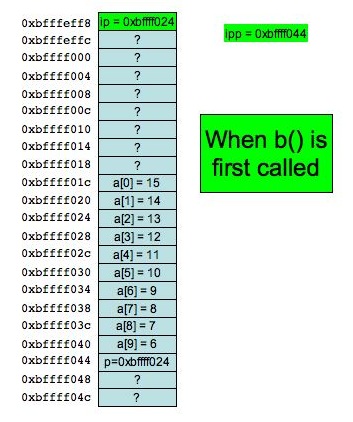 0xbfffeff8 ip = 0xbffff024
0xbfffeffc ?
0xbffff000 ?
0xbffff004 ?
0xbffff008 ?
0xbffff00c ?
0xbffff010 ?
0xbffff014 ?
0xbffff018 ?
0xbffff01c a[0] = 15
0xbffff020 a[1] = 14
0xbffff024 a[2] = 13
0xbffff028 a[3] = 12
0xbffff02c a[4] = 11
0xbffff030 a[5] = 10
0xbffff034 a[6] = 9
0xbffff038 a[7] = 8
0xbffff03c a[8] = 7
0xbffff040 a[9] = 6
0xbffff044 p=0xbffff024
0xbffff048 ?
0xbffff04c ?
ipp = 0xbffff044
When b() is
first called